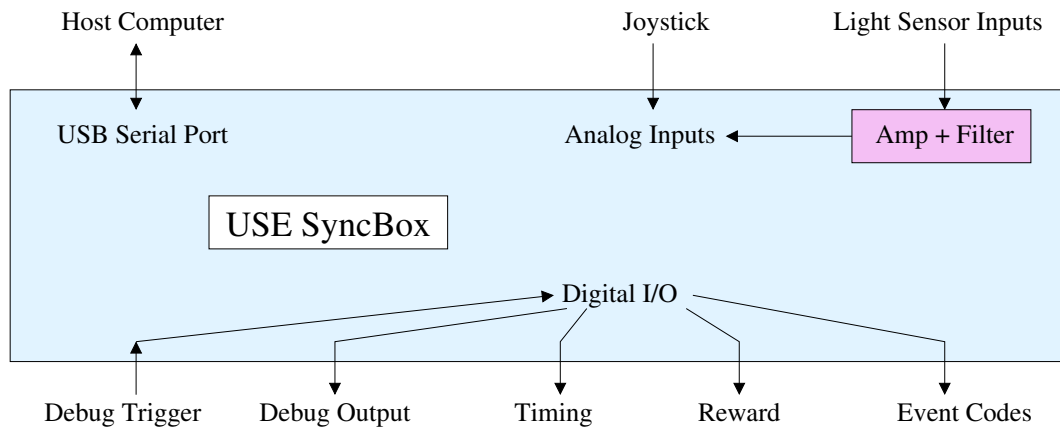 Host Computer
Joystick
Light Sensor Inputs
USB Serial Port
Analog Inputs
Amp + Filter
USE SyncBox
Digital I/O
Debug Trigger
Debug Output
Timing
Reward
Event Codes